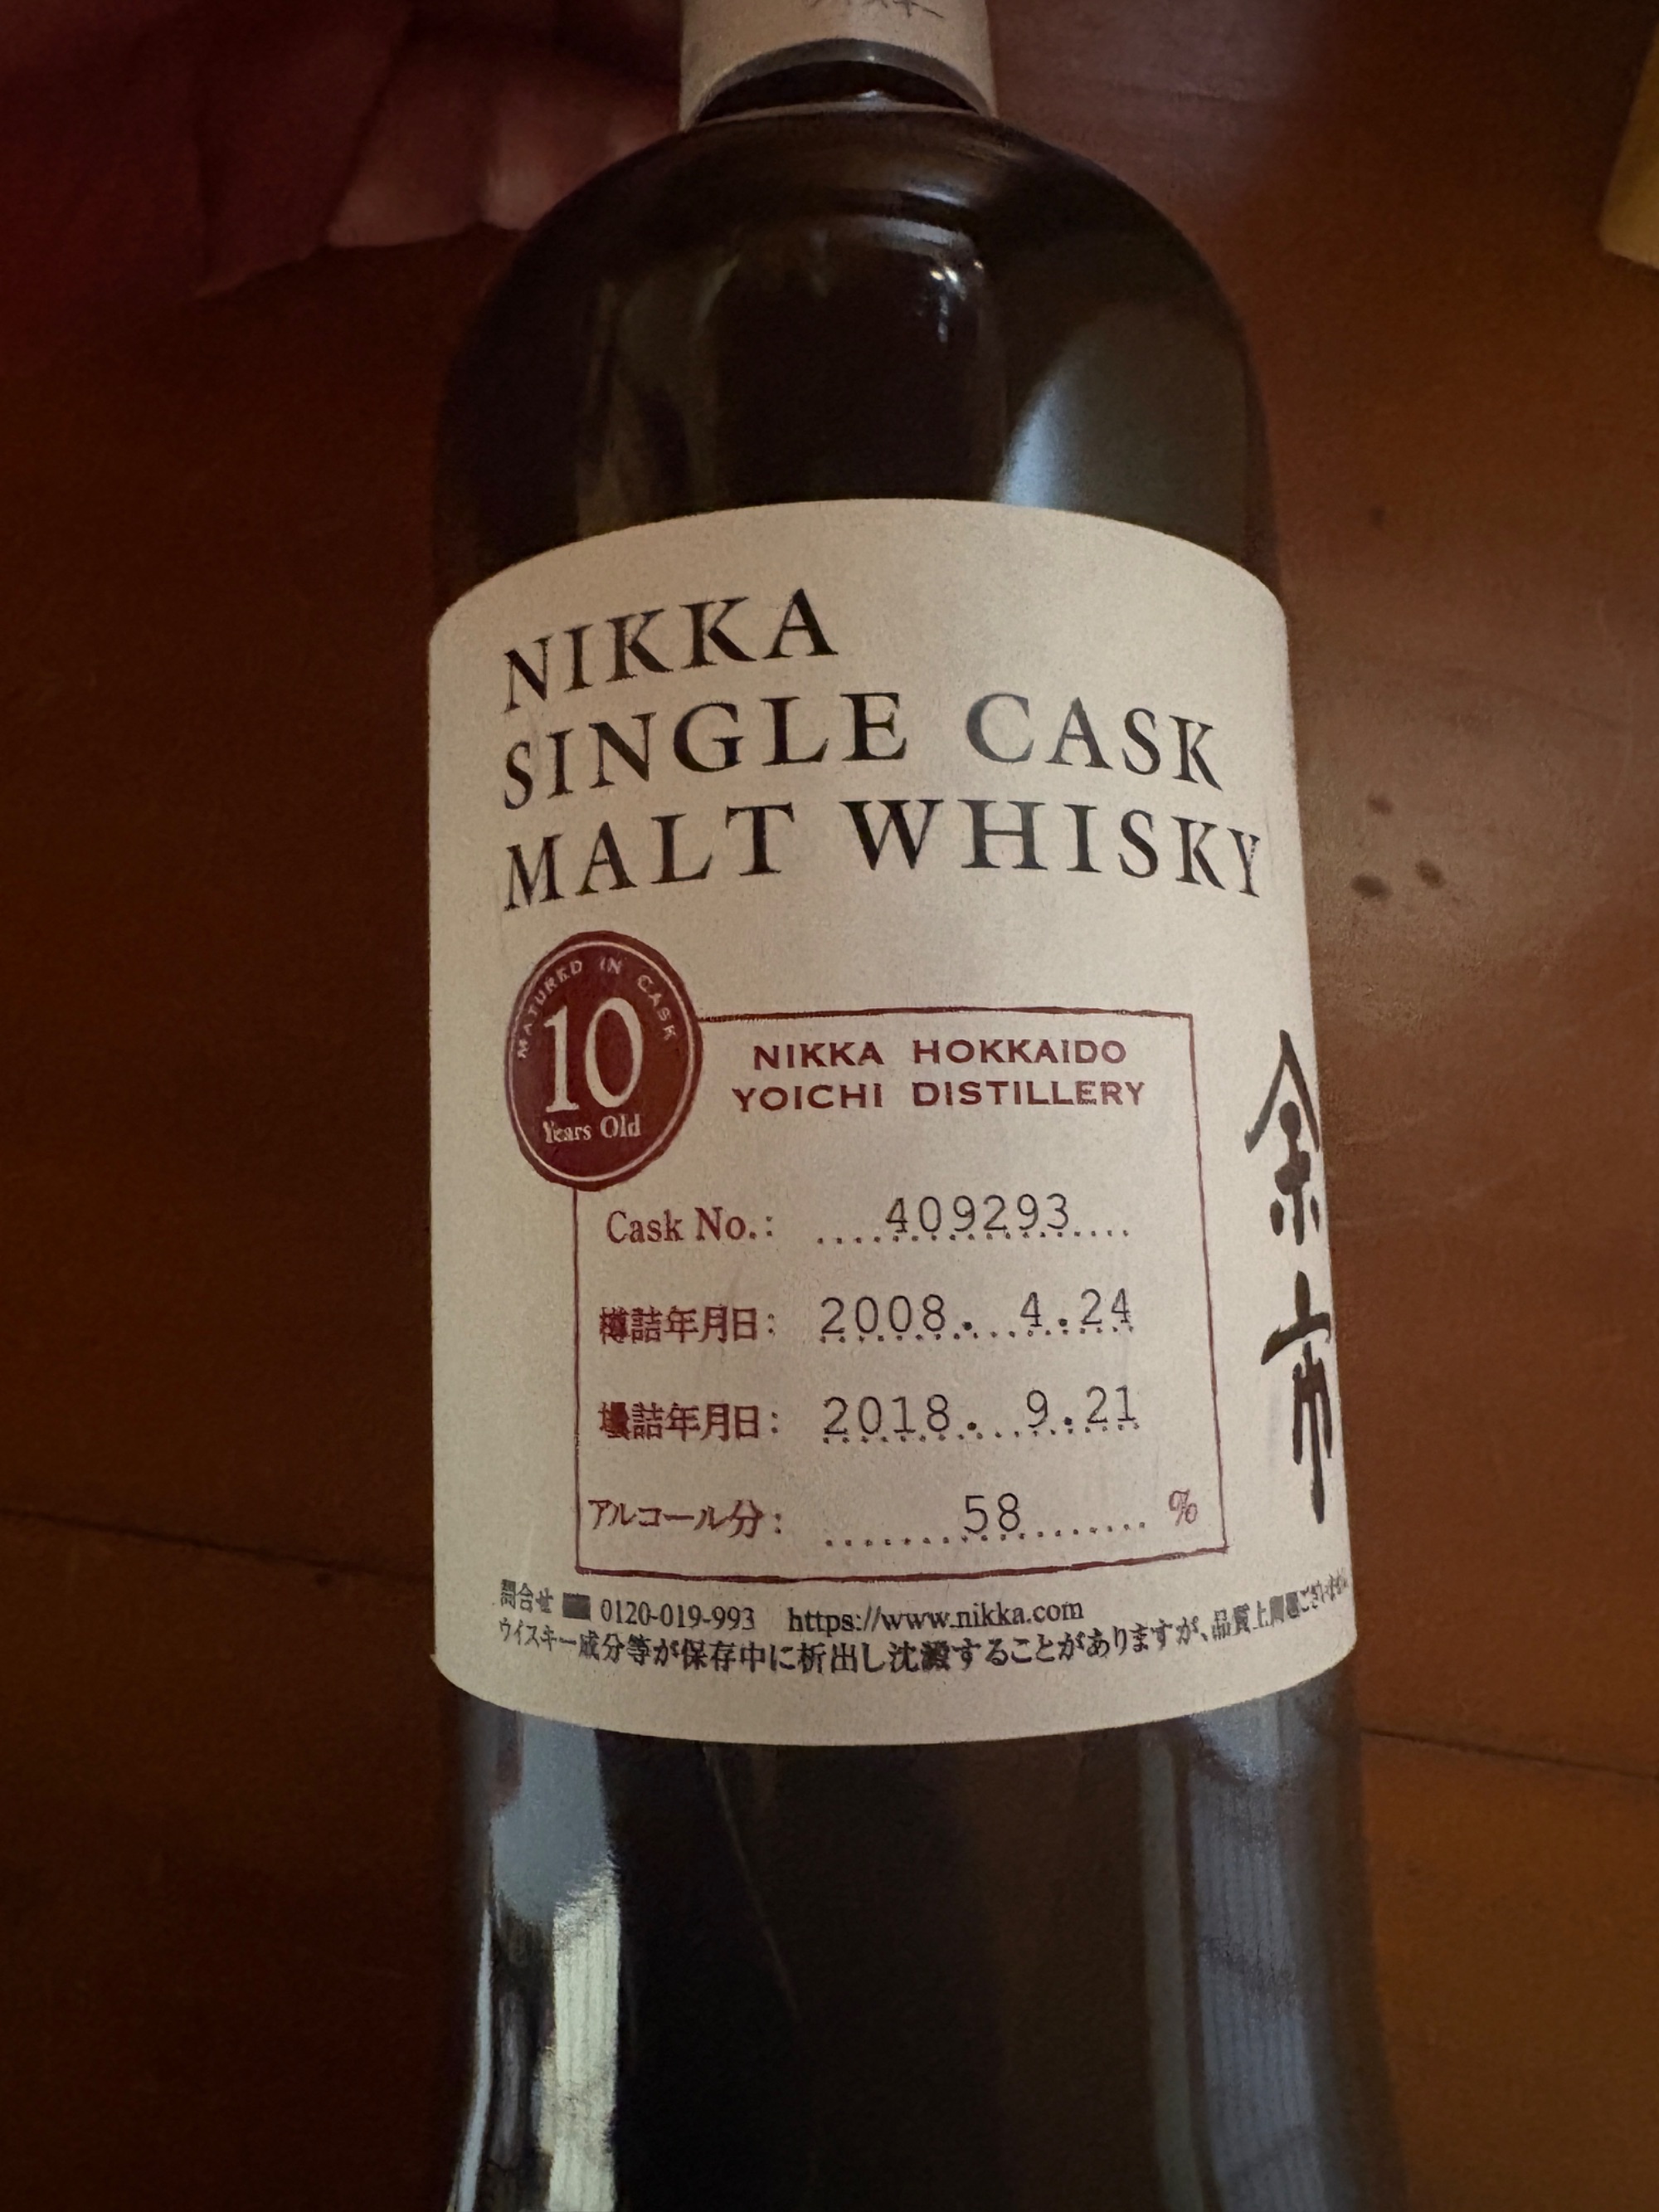 NIKKA
SINGLE CASK
MALT WHISKY
MATURED IN CASK
10
Years Old
NIKKA HOKKAIDO
YOICHI DISTILLERY
Cask No.: 409293
樽詰年月日: 2008. 4.24
壜詰年月日: 2018. 9.21
アルコール分: 58 %
余市
問合せ 0120-019-993 https://www.nikka.com
ウイスキー成分等が保存中に析出し沈澱することがありますが、品質上問題ございません